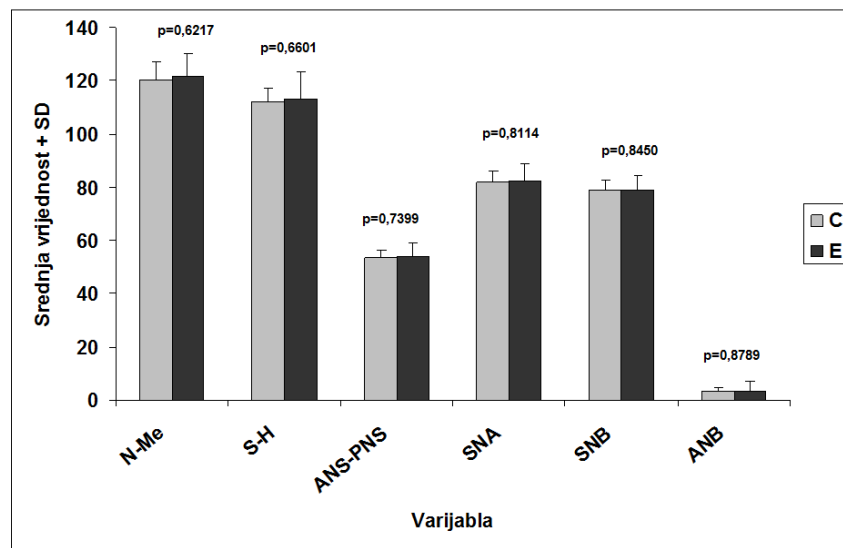 Srednja vrijednost + SD
140
120
100
80
60
40
20
0
p=0,6217
p=0,6601
p=0,7399
p=0,8114
p=0,8450
p=0,8789
N-Me
S-H
ANS-PNS
SNA
SNB
ANB
Varijabla
C
E